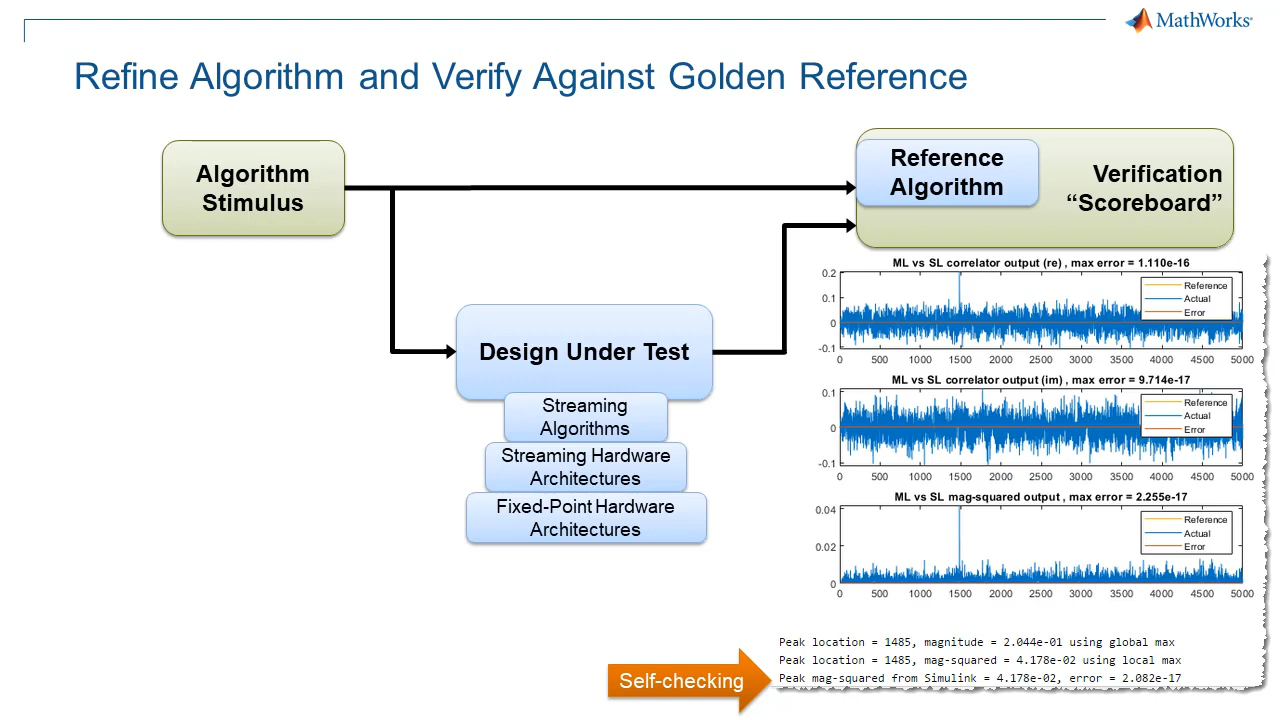 MathWorks®
Refine Algorithm and Verify Against Golden Reference
Algorithm
Stimulus
Reference
Algorithm
Verification
“Scoreboard”
Design Under Test
Streaming
Algorithms
Streaming Hardware
Architectures
Fixed-Point Hardware
Architectures
ML vs SL correlator output (re) , max error = 1.110e-16
0.2
0.1
0
-0.1
Reference
Actual
Error
0 500 1000 1500 2000 2500 3000 3500 4000 4500 5000
ML vs SL correlator output (im) , max error = 9.714e-17
0.1
0
-0.1
Reference
Actual
Error
0 500 1000 1500 2000 2500 3000 3500 4000 4500 5000
ML vs SL mag-squared output , max error = 2.255e-17
0.04
0.02
0
Reference
Actual
Error
0 500 1000 1500 2000 2500 3000 3500 4000 4500 5000
Peak location = 1485, magnitude = 2.044e-01 using global max
Peak location = 1485, mag-squared = 4.178e-02 using local max
Peak mag-squared from Simulink = 4.178e-02, error = 2.082e-17
Self-checking